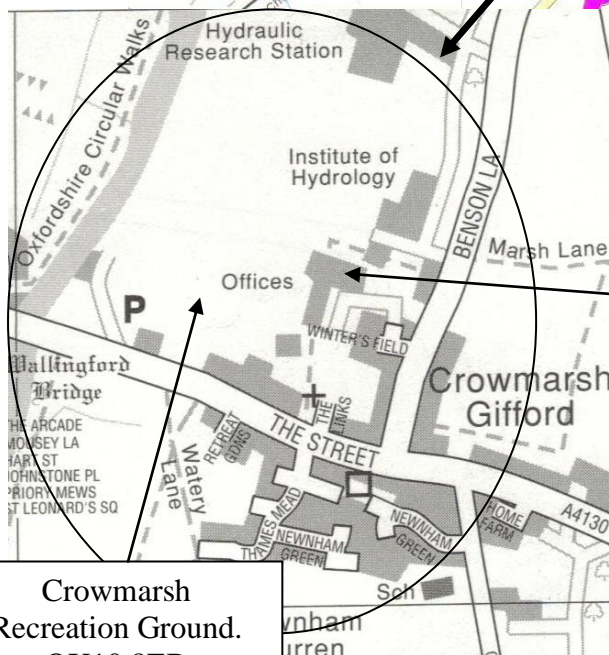 Hydraulic
Research Station
Oxfordshire Circular Walks
Institute of
Hydrology
BENSON LA
Marsh Lane
Offices
P
WINTER'S FIELD
Wallingford
Bridge
Crowmarsh
Gifford
THE LINKS
THE ARCADE
MOUSEY LA
HART ST
JOHNSTONE PL
PRIORY MEWS
ST LEONARD'S SQ
RETREAT
GDNS
THE STREET
Watery
Lane
THAMES MEAD
NEWNHAM
GREEN
NEWNHAM
GREEN
HOME
FARM
A4130
Sch
Crowmarsh
Recreation Ground.